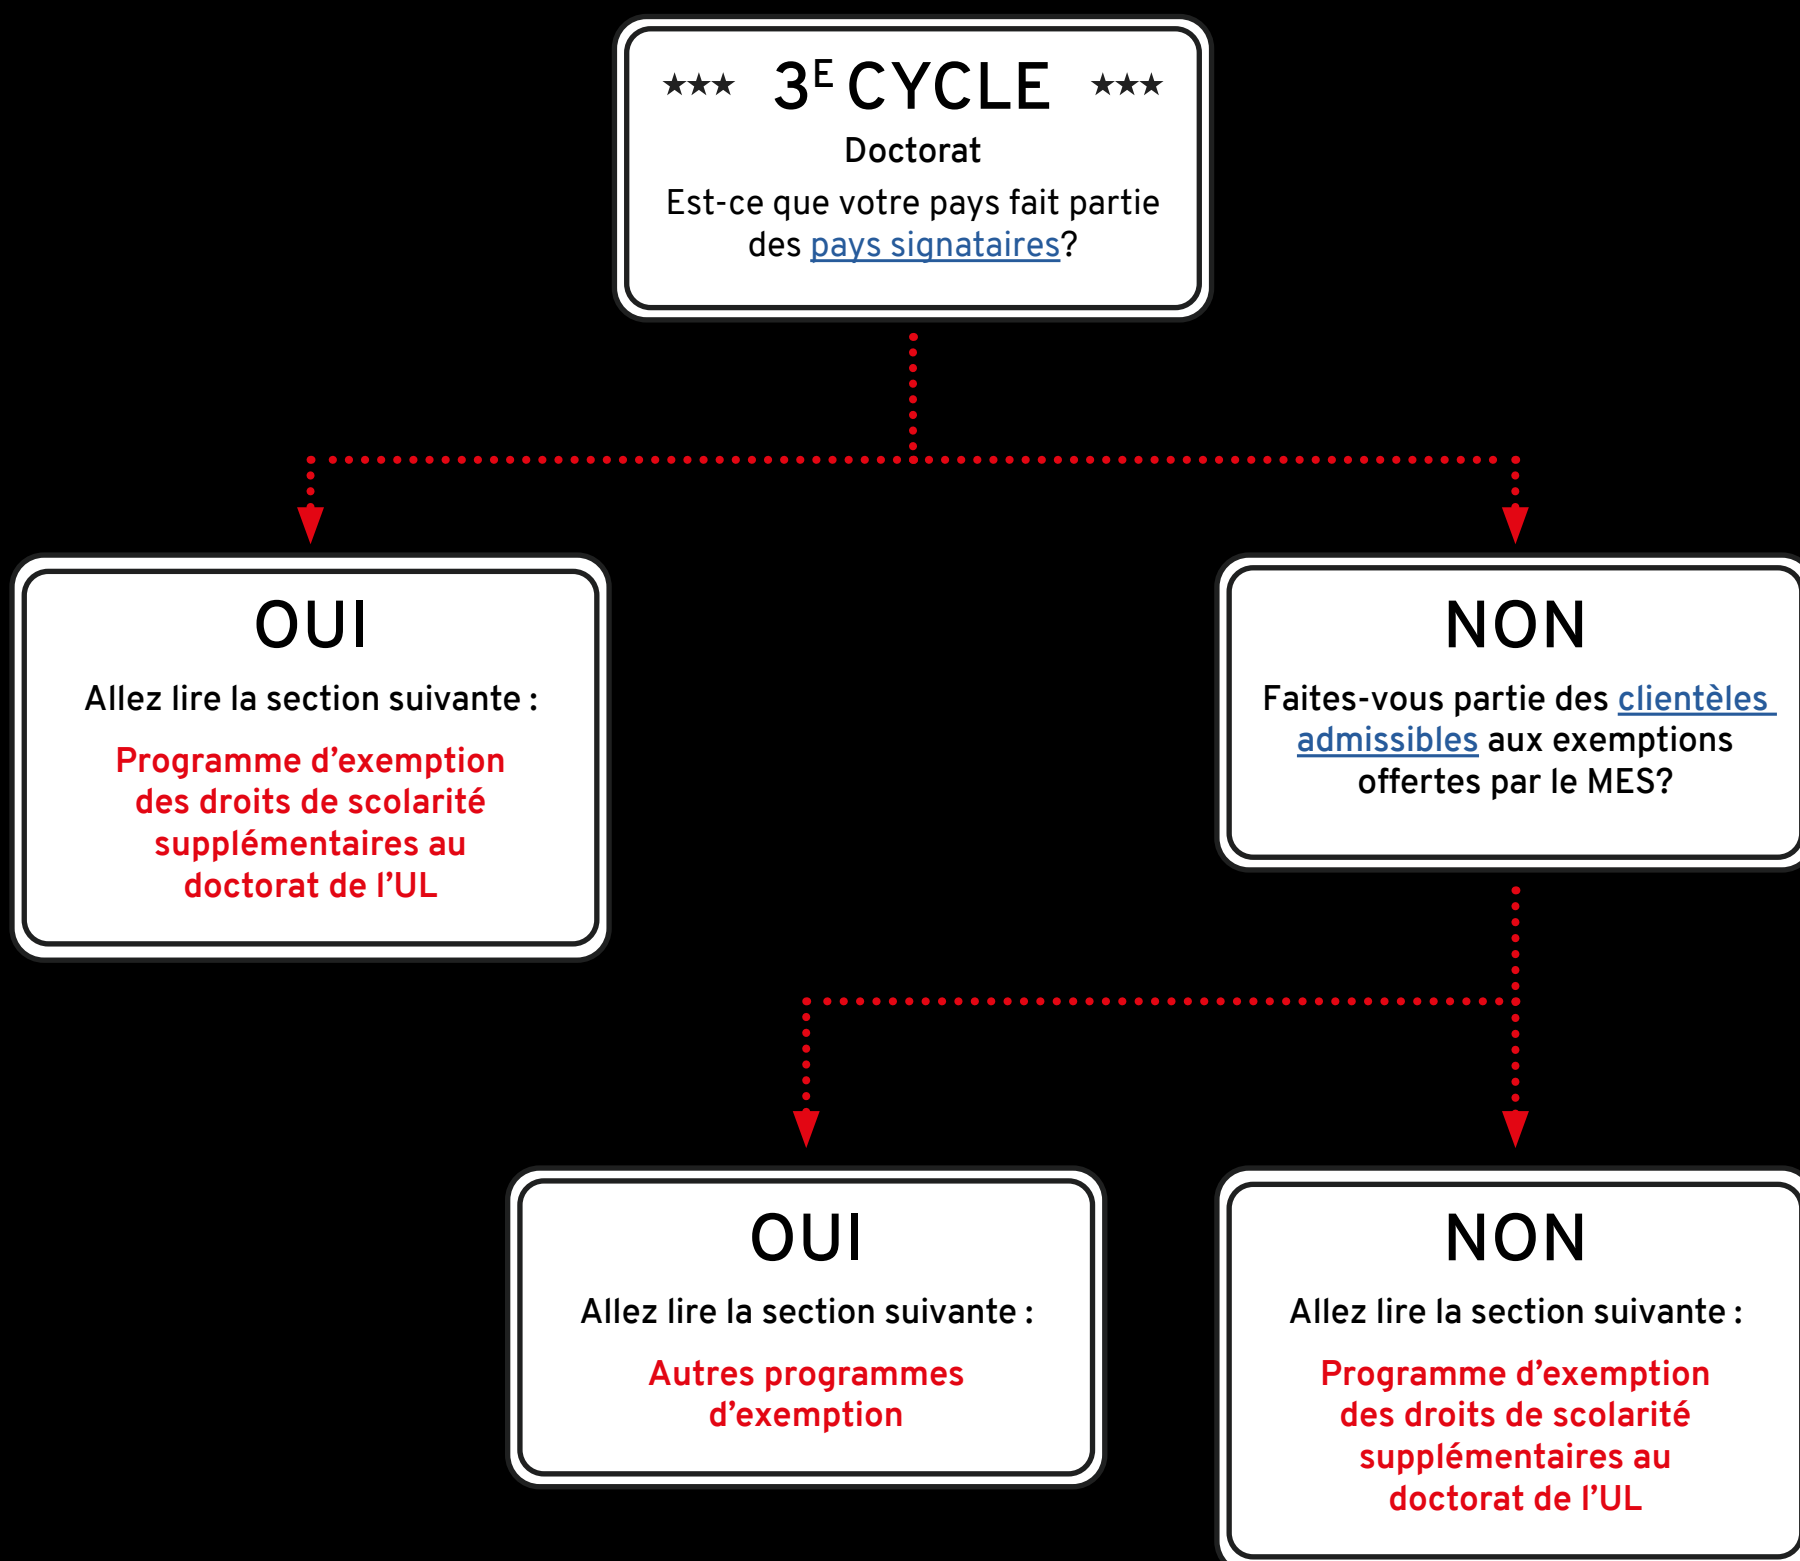 ★★★ 3E CYCLE ★★★
Doctorat
Est-ce que votre pays fait partie
des pays signataires?
OUI
Allez lire la section suivante :
Programme d’exemption
des droits de scolarité
supplémentaires au
doctorat de l’UL
NON
Faites-vous partie des clientèles
admissibles aux exemptions
offertes par le MES?
OUI
Allez lire la section suivante :
Autres programmes
d’exemption
NON
Allez lire la section suivante :
Programme d’exemption
des droits de scolarité
supplémentaires au
doctorat de l’UL